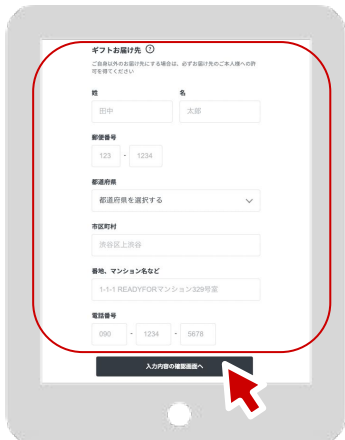 ギフトお届け先 ?
ご自身以外のお届け先にする場合は、必ずお届け先のご本人様への許
可を得てください
姓 名
田中 太郎
郵便番号
123 - 1234
都道府県
都道府県を選択する
市区町村
渋谷区上渋谷
番地、マンション名など
1-1-1 READYFORマンション329号室
電話番号
090 - 1234 - 5678
入力内容の確認画面へ